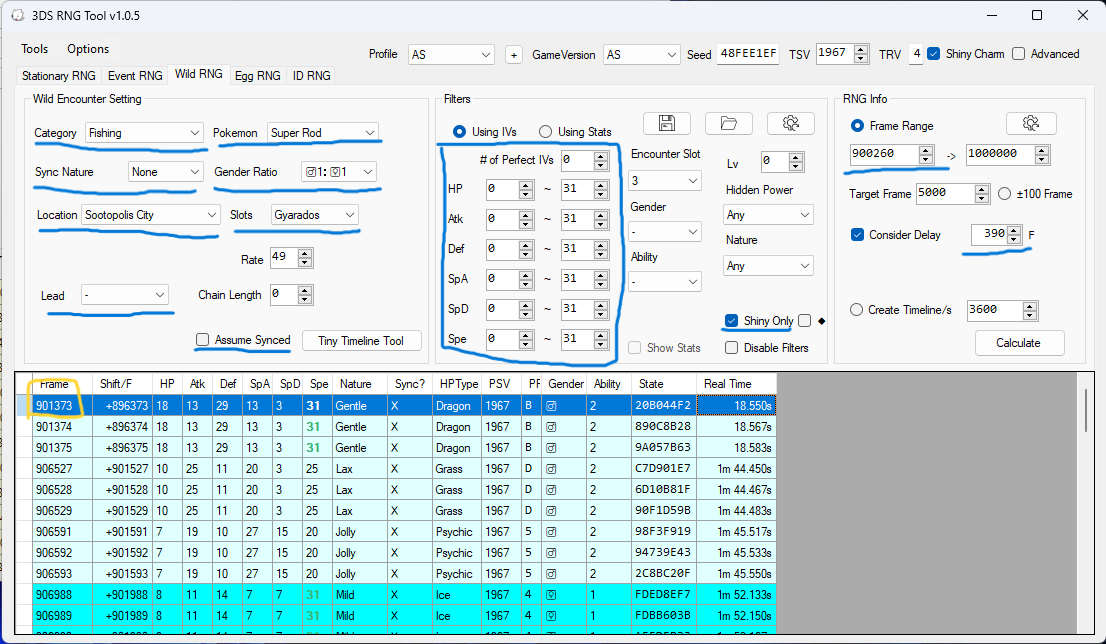 3DS RNG Tool v1.0.5
Tools Options
Profile AS + GameVersion AS Seed 48FEE1EF TSV 1967 TRV 4 Shiny Charm Advanced
Stationary RNG Event RNG Wild RNG Egg RNG ID RNG
Wild Encounter Setting
Category Fishing Pokemon Super Rod
Sync Nature None Gender Ratio ♂1: ♀1
Location Sootopolis City Slots Gyarados
Rate 49
Lead - Chain Length 0
Assume Synced Tiny Timeline Tool
Filters
Using IVs Using Stats
# of Perfect IVs 0
HP 0 ~ 31
Atk 0 ~ 31
Def 0 ~ 31
SpA 0 ~ 31
SpD 0 ~ 31
Spe 0 ~ 31
Encounter Slot
3
Gender
-
Ability
-
Show Stats
Lv 0
Hidden Power
Any
Nature
Any
Shiny Only ◆
Disable Filters
RNG Info
Frame Range
900260 -> 1000000
Target Frame 5000 ±100 Frame
Consider Delay 390 F
Create Timeline/s 3600
Calculate
Frame Shift/F HP Atk Def SpA SpD Spe Nature Sync? HPType PSV PF Gender Ability State Real Time
901373 +896373 18 13 29 13 3 31 Gentle X Dragon 1967 B ♂ 2 20B044F2 18.550s
901374 +896374 18 13 29 13 3 31 Gentle X Dragon 1967 B ♂ 2 890C8B28 18.567s
901375 +896375 18 13 29 13 3 31 Gentle X Dragon 1967 B ♂ 2 9A057B63 18.583s
906527 +901527 10 25 11 20 3 25 Lax X Grass 1967 D ♂ 2 C7D901E7 1m 44.450s
906528 +901528 10 25 11 20 3 25 Lax X Grass 1967 D ♂ 2 6D10B81F 1m 44.467s
906529 +901529 10 25 11 20 3 25 Lax X Grass 1967 D ♂ 2 90F1D59B 1m 44.483s
906591 +901591 7 19 10 27 15 20 Jolly X Psychic 1967 5 ♂ 2 98F3F919 1m 45.517s
906592 +901592 7 19 10 27 15 20 Jolly X Psychic 1967 5 ♂ 2 94739E43 1m 45.533s
906593 +901593 7 19 10 27 15 20 Jolly X Psychic 1967 5 ♂ 2 2C8BC20F 1m 45.550s
906988 +901988 8 11 14 7 7 31 Mild X Ice 1967 4 ♀ 1 FDED8EF7 1m 52.133s
906989 +901989 8 11 14 7 7 31 Mild X Ice 1967 4 ♀ 1 FDBB603B 1m 52.150s